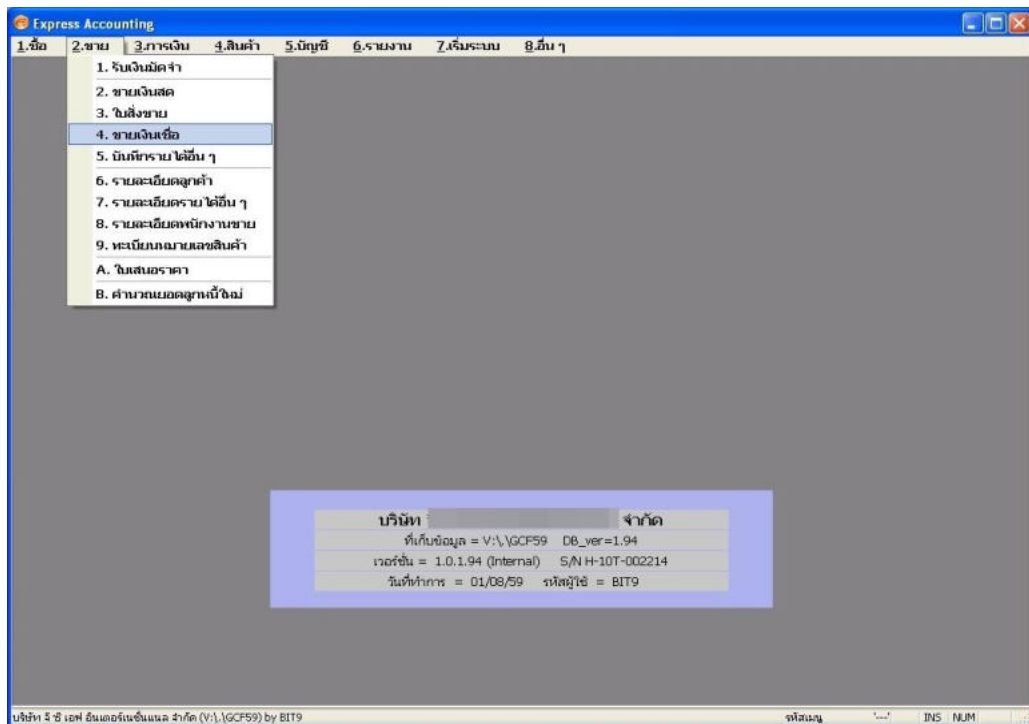 Express Accounting
1.ซื้อ 2.ขาย 3.การเงิน 4.สินค้า 5.บัญชี 6.รายงาน 7.เริ่มระบบ 8.อื่น ๆ
1. รับเงินมัดจำ
2. ขายเงินสด
3. ใบสั่งขาย
4. ขายเงินเชื่อ
5. บันทึกรายได้อื่น ๆ
6. รายละเอียดลูกค้า
7. รายละเอียดรายได้อื่น ๆ
8. รายละเอียดพนักงานขาย
9. ทะเบียนหมายเลขสินค้า
A. ใบเสนอราคา
B. คำนวณยอดลูกหนี้ใหม่
บริษัท จำกัด
ที่เก็บข้อมูล = V:\.\GCF59 DB_ver=1.94
เวอร์ชั่น = 1.0.1.94 (Internal) S/N H-10T-002214
วันที่ทำการ = 01/08/59 รหัสผู้ใช้ = BIT9
บริษัท จี ซี เอฟ อินเตอร์เนชั่นแนล จำกัด (V:\.\GCF59) by BIT9 รหัสเมนู '---' INS NUM